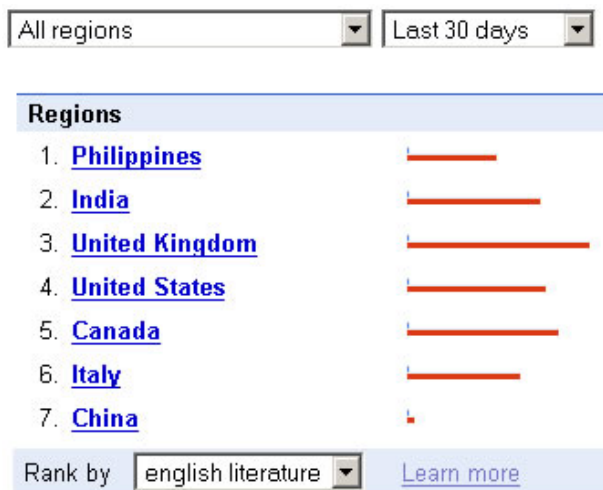 All regions Last 30 days
Regions
1. Philippines
2. India
3. United Kingdom
4. United States
5. Canada
6. Italy
7. China
Rank by english literature Learn more